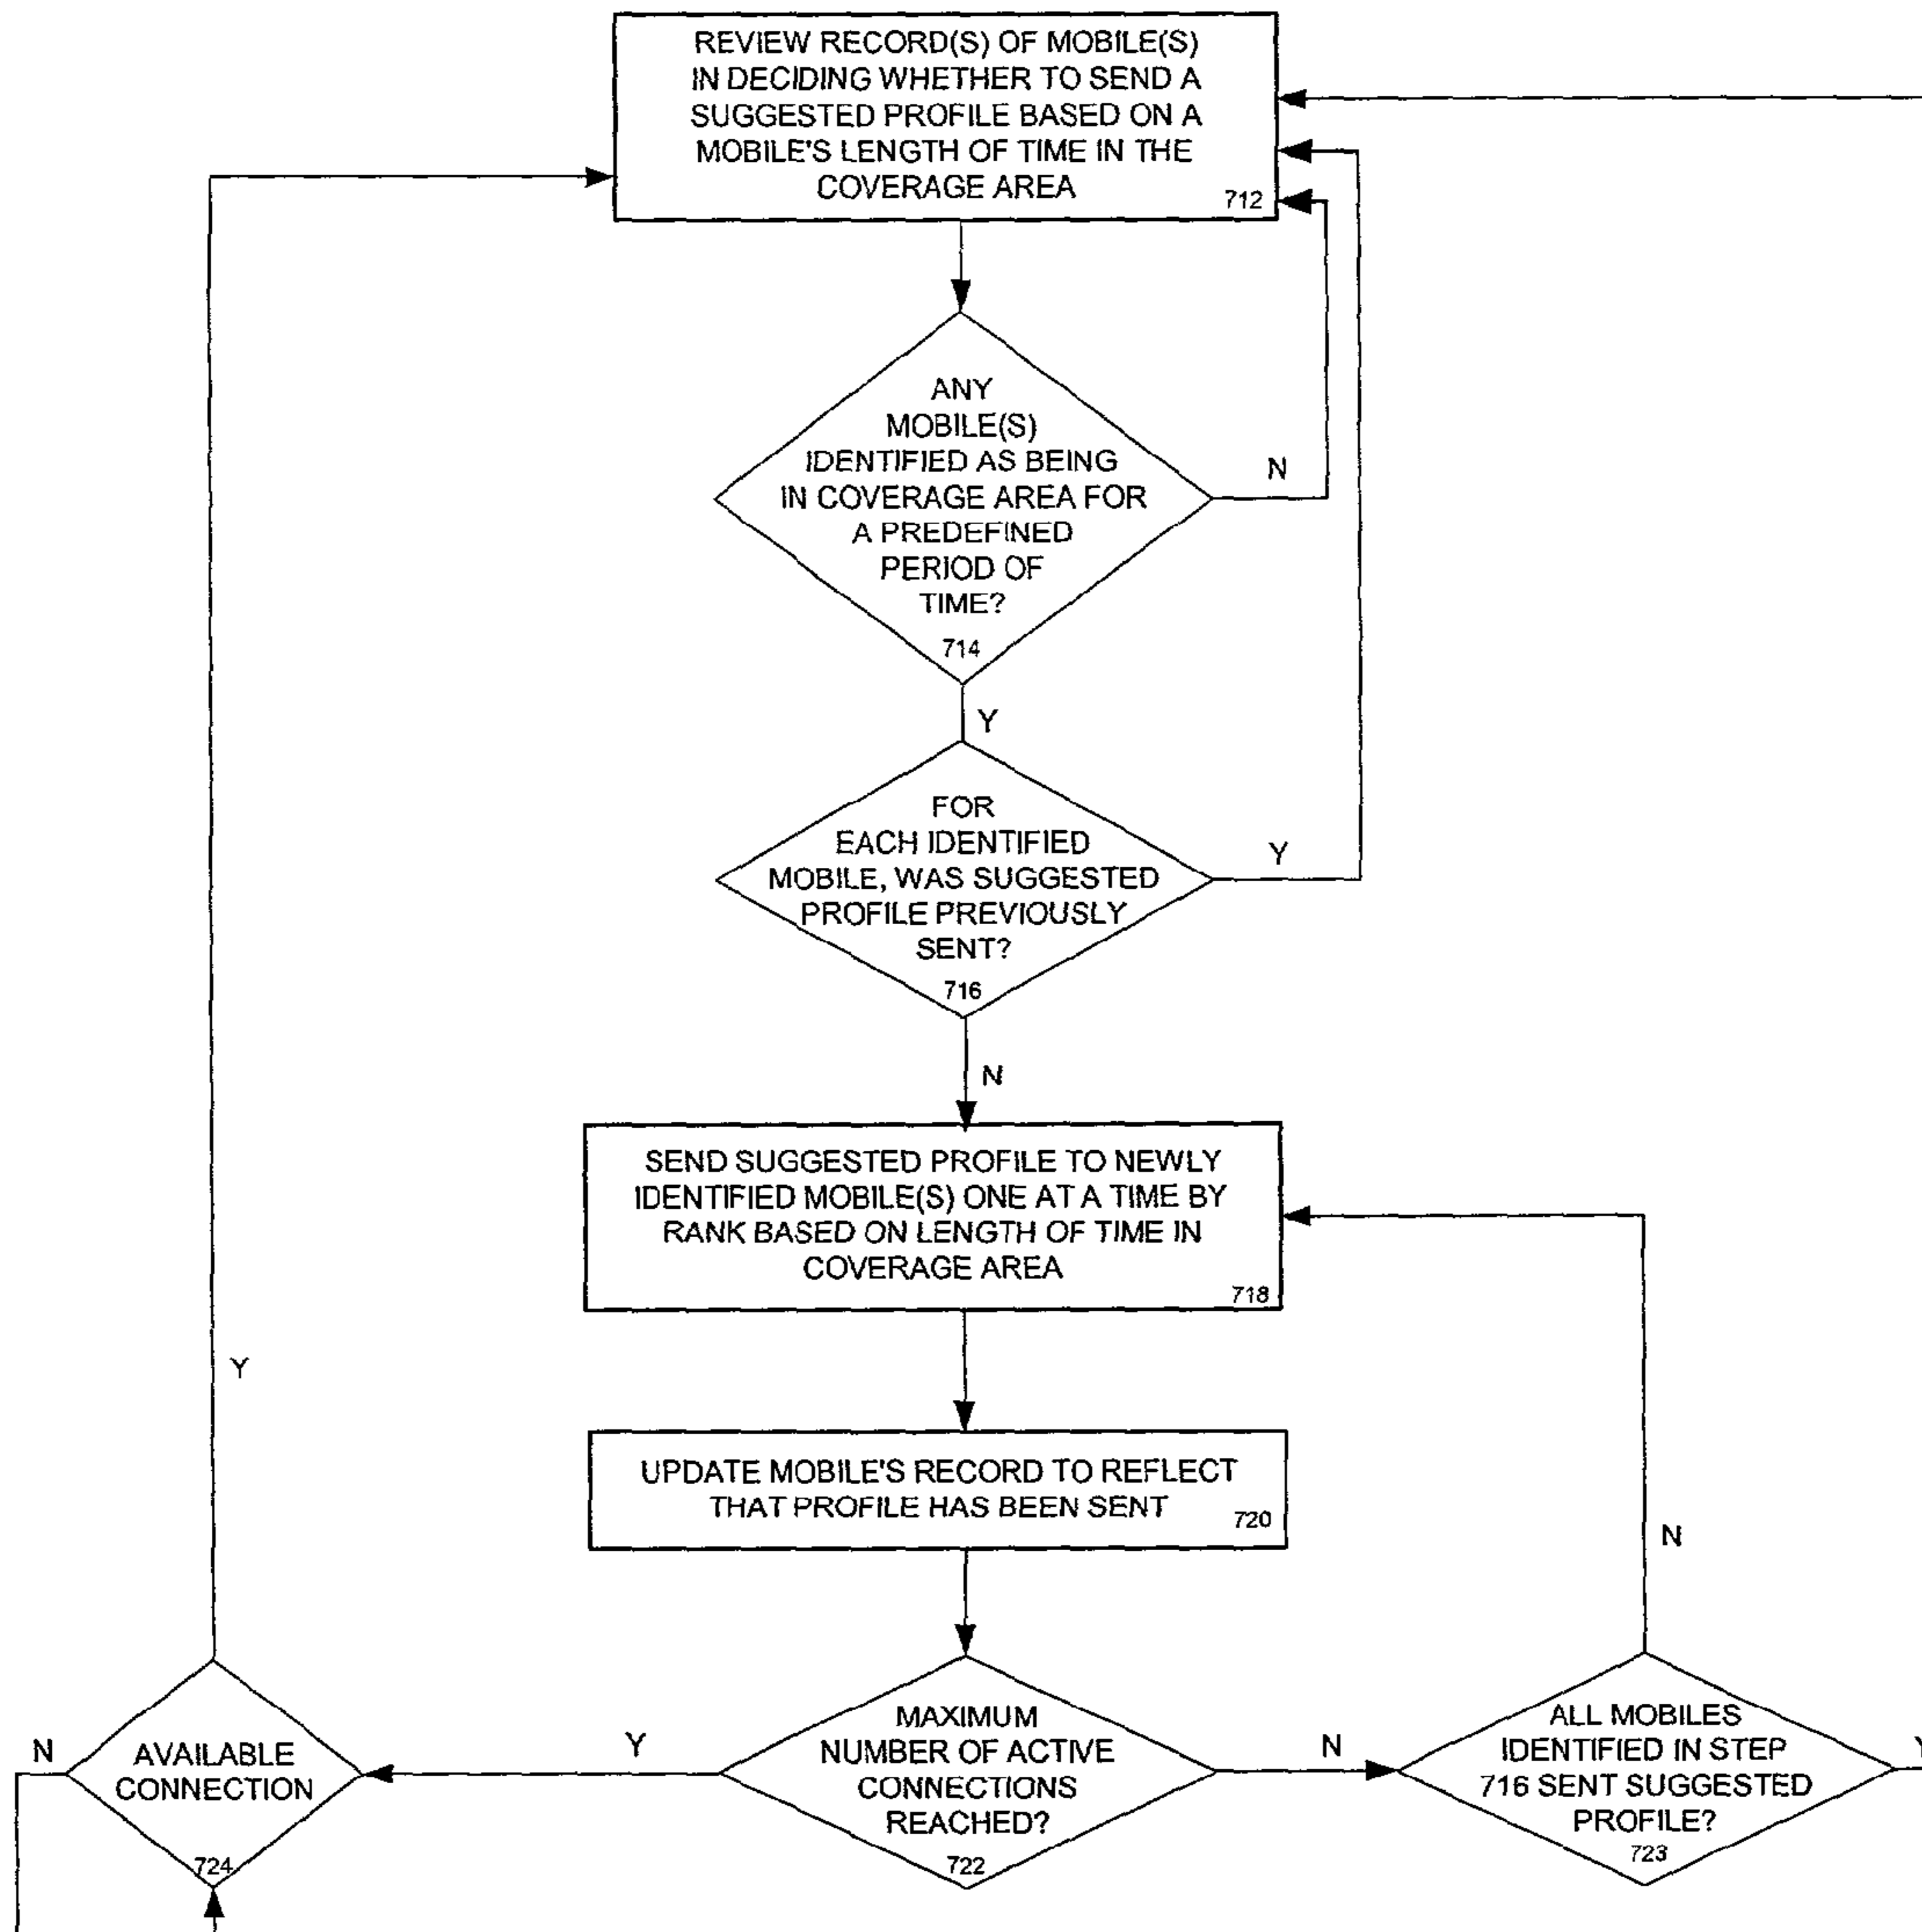 REVIEW RECORD(S) OF MOBILE(S)
IN DECIDING WHETHER TO SEND A
SUGGESTED PROFILE BASED ON A
MOBILE'S LENGTH OF TIME IN THE
COVERAGE AREA
712
ANY
MOBILE(S)
IDENTIFIED AS BEING
IN COVERAGE AREA FOR
A PREDEFINED
PERIOD OF
TIME?
714
N
Y
FOR
EACH IDENTIFIED
MOBILE, WAS SUGGESTED
PROFILE PREVIOUSLY
SENT?
716
Y
N
SEND SUGGESTED PROFILE TO NEWLY
IDENTIFIED MOBILE(S) ONE AT A TIME BY
RANK BASED ON LENGTH OF TIME IN
COVERAGE AREA
718
Y
UPDATE MOBILE'S RECORD TO REFLECT
THAT PROFILE HAS BEEN SENT
720
N
MAXIMUM
NUMBER OF ACTIVE
CONNECTIONS
REACHED?
722
Y
N
AVAILABLE
CONNECTION
724
N
ALL MOBILES
IDENTIFIED IN STEP
716 SENT SUGGESTED
PROFILE?
723
Y